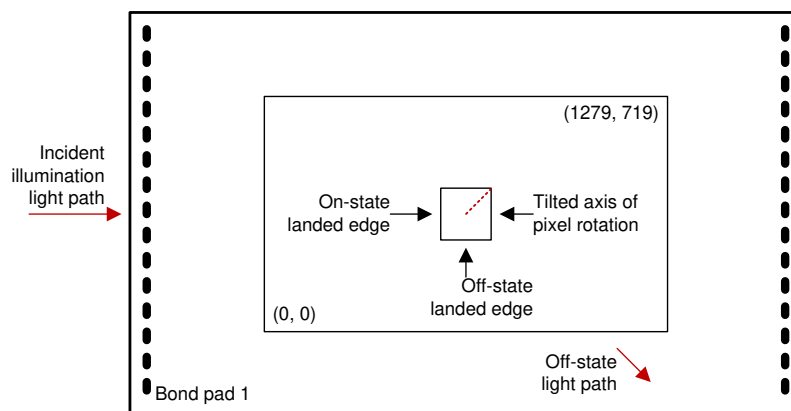 (1279, 719)
Incident
illumination
light path
On-state
landed edge
Tilted axis of
pixel rotation
Off-state
landed edge
(0, 0)
Off-state
light path
Bond pad 1